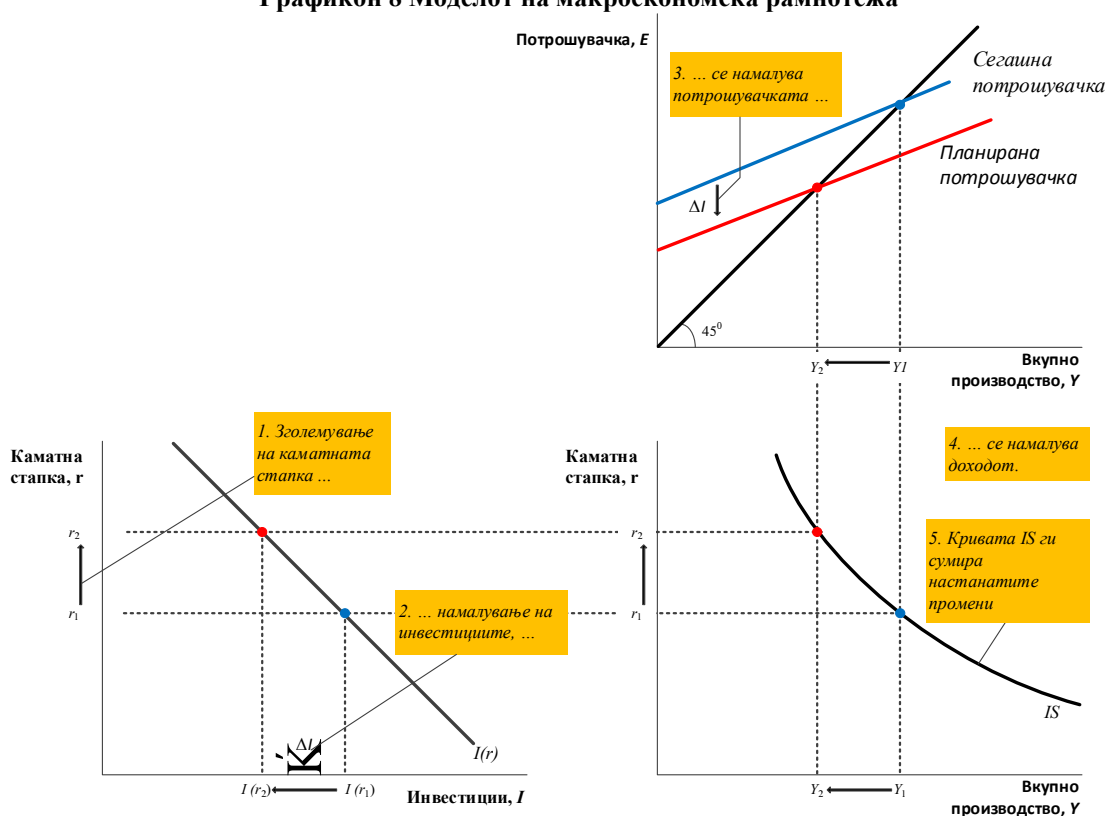 Графикон 8 Моделот на макроекономска рамнотежа
Потрошувачка, E
3. ... се намалува
потрошувачката ...
Сегашна
потрошувачка
Планирана
потрошувачка
ΔI
45⁰
Y₂
Y1
Вкупно
производство, Y
1. Зголемување
на каматната
стапка ...
Каматна
стапка, r
r₂
r₁
2. ... намалување на
инвестициите, ...
ΔI
I(r)
I (r₂)
I (r₁)
Инвестиции, I
Каматна
стапка, r
4. ... се намалува
доходот.
r₂
r₁
5. Кривата IS ги
сумира
настанатите
промени
IS
Y₂
Y₁
Вкупно
производство, Y